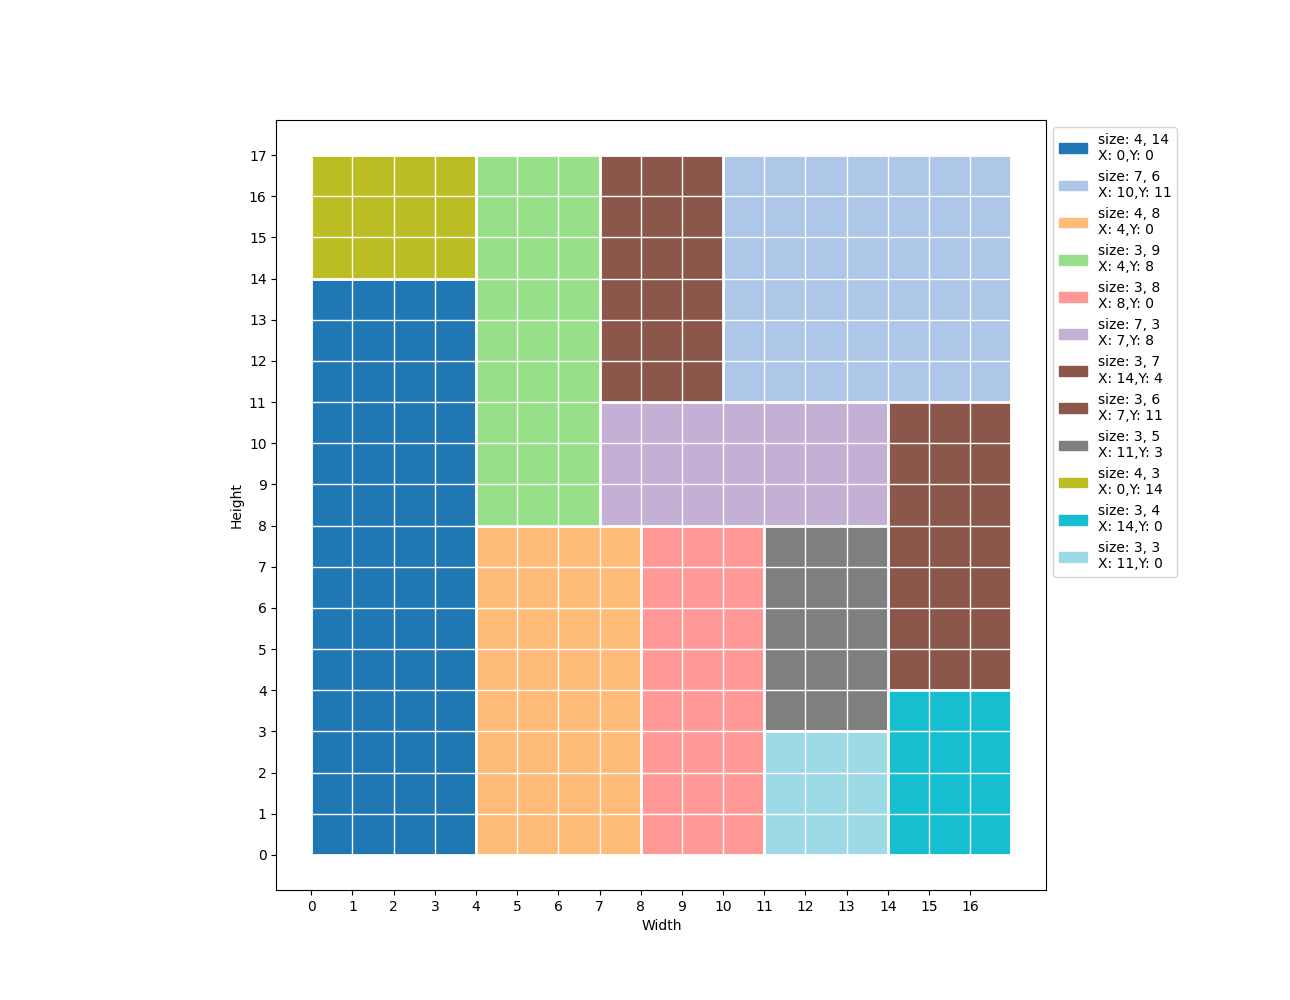 17
16
15
14
13
12
11
10
9
8
7
6
5
4
3
2
1
0
Height
0 1 2 3 4 5 6 7 8 9 10 11 12 13 14 15 16
Width
size: 4, 14
X: 0,Y: 0
size: 7, 6
X: 10,Y: 11
size: 4, 8
X: 4,Y: 0
size: 3, 9
X: 4,Y: 8
size: 3, 8
X: 8,Y: 0
size: 7, 3
X: 7,Y: 8
size: 3, 7
X: 14,Y: 4
size: 3, 6
X: 7,Y: 11
size: 3, 5
X: 11,Y: 3
size: 4, 3
X: 0,Y: 14
size: 3, 4
X: 14,Y: 0
size: 3, 3
X: 11,Y: 0